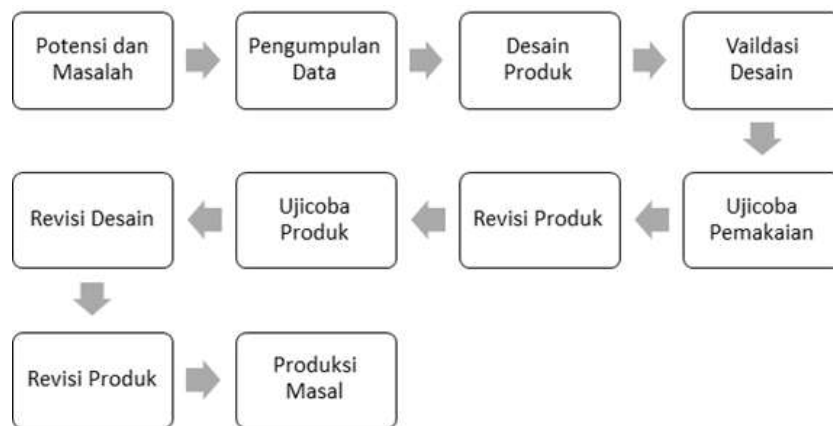 Potensi dan
Masalah
Pengumpulan
Data
Desain
Produk
Vaildasi
Desain
Ujicoba
Pemakaian
Revisi Produk
Ujicoba
Produk
Revisi Desain
Revisi Produk
Produksi
Masal